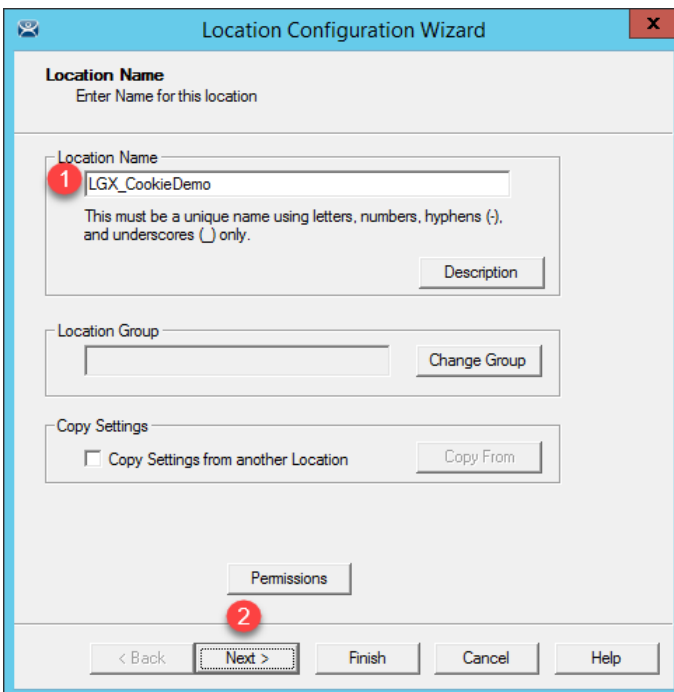 Location Configuration Wizard
x
Location Name
Enter Name for this location
Location Name
1
LGX_CookieDemo
This must be a unique name using letters, numbers, hyphens (-),
and underscores (_) only.
Description
Location Group
Change Group
Copy Settings
Copy Settings from another Location
Copy From
Permissions
2
< Back
Next >
Finish
Cancel
Help